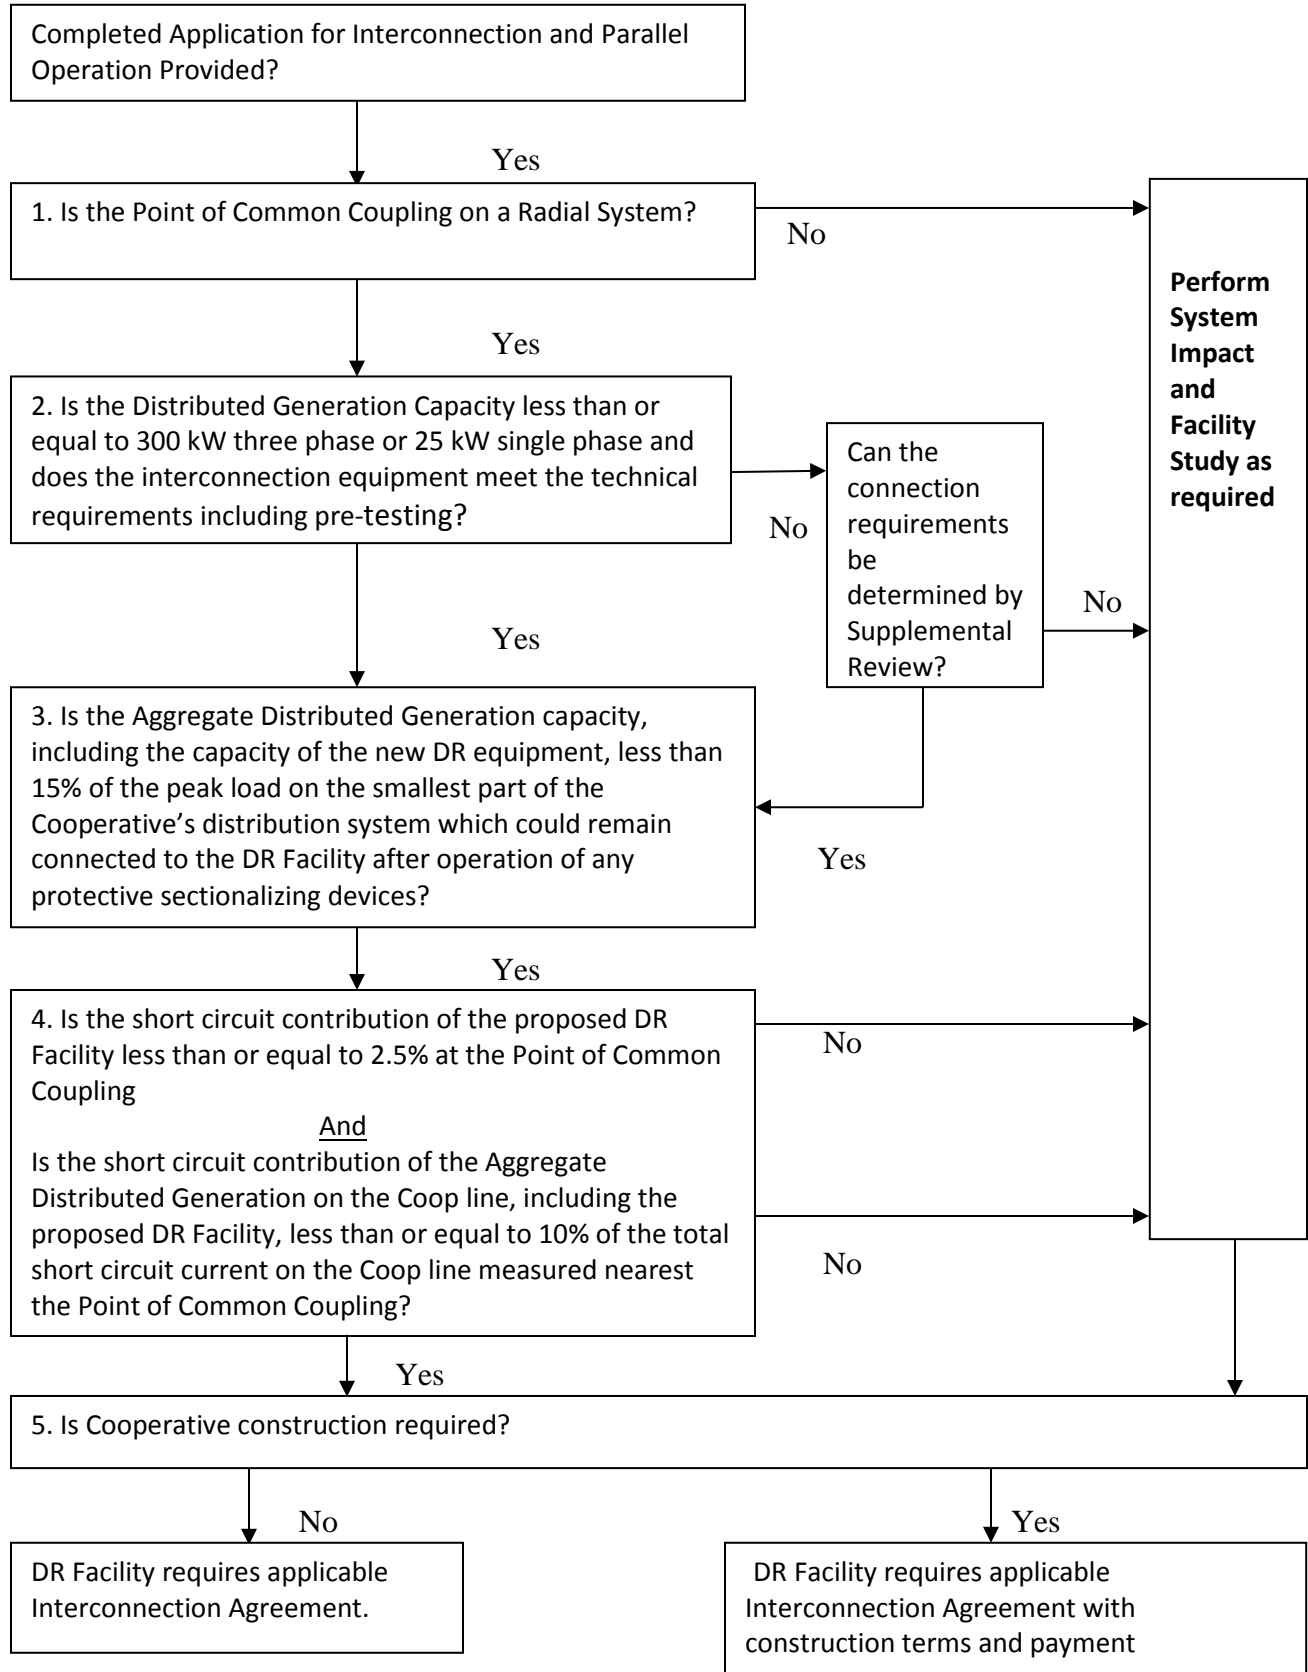 Completed Application for Interconnection and Parallel
Operation Provided?
Yes
1. Is the Point of Common Coupling on a Radial System?
No
Perform
System
Impact
and
Facility
Study as
required
Yes
2. Is the Distributed Generation Capacity less than or
equal to 300 kW three phase or 25 kW single phase and
does the interconnection equipment meet the technical
requirements including pre-testing?
No
Can the
connection
requirements
be
determined by
Supplemental
Review?
No
Yes
Yes
3. Is the Aggregate Distributed Generation capacity,
including the capacity of the new DR equipment, less than
15% of the peak load on the smallest part of the
Cooperative’s distribution system which could remain
connected to the DR Facility after operation of any
protective sectionalizing devices?
Yes
4. Is the short circuit contribution of the proposed DR
Facility less than or equal to 2.5% at the Point of Common
Coupling
And
Is the short circuit contribution of the Aggregate
Distributed Generation on the Coop line, including the
proposed DR Facility, less than or equal to 10% of the total
short circuit current on the Coop line measured nearest
the Point of Common Coupling?
No
No
Yes
5. Is Cooperative construction required?
No
Yes
DR Facility requires applicable
Interconnection Agreement.
DR Facility requires applicable
Interconnection Agreement with
construction terms and payment